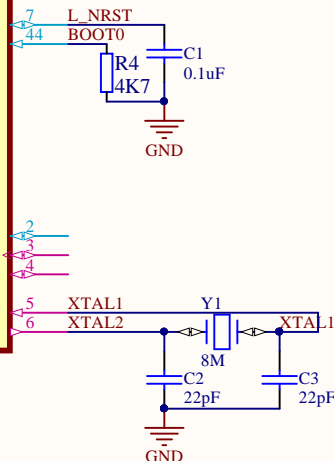 7 L_NRST
44 BOOT0
C1
R4
0.1uF
4K7
GND
2
3
4
5 XTAL1 Y1
6 XTAL2 XTAL1
8M
C2 C3
22pF 22pF
GND